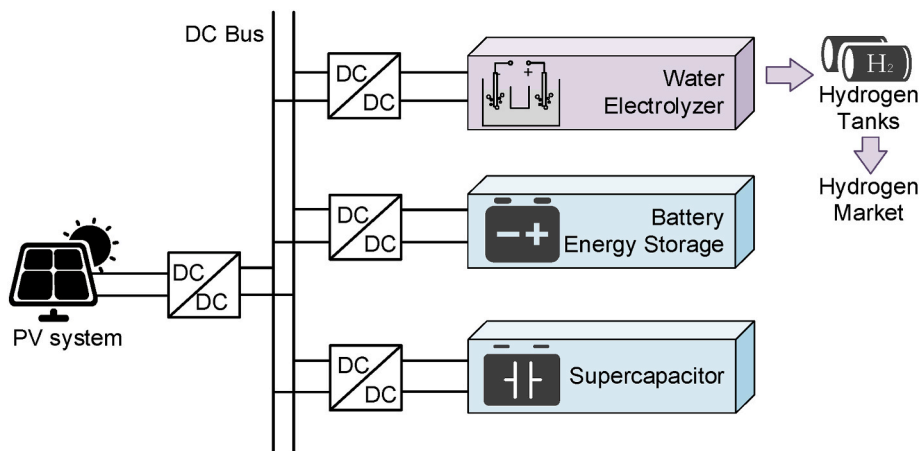 DC Bus
DC
DC
Water
Electrolyzer
- +
H2
Hydrogen
Tanks
Hydrogen
Market
DC
DC
Battery
Energy Storage
DC
DC
PV system
DC
DC
Supercapacitor